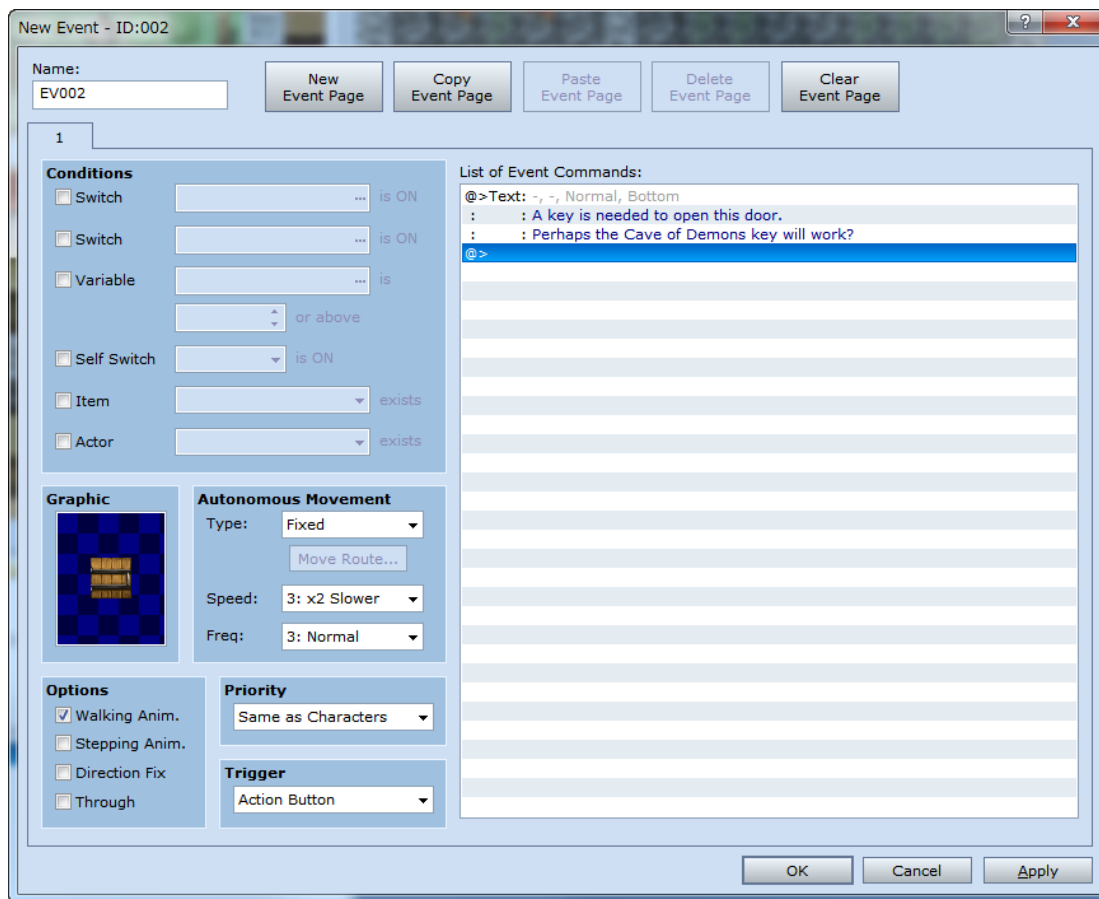 New Event - ID:002
Name:
EV002
New
Event Page
Copy
Event Page
Paste
Event Page
Delete
Event Page
Clear
Event Page
1
Conditions
Switch ... is ON
Switch ... is ON
Variable ... is
or above
Self Switch is ON
Item exists
Actor exists
Graphic
Autonomous Movement
Type: Fixed
Move Route...
Speed: 3: x2 Slower
Freq: 3: Normal
Options
Walking Anim.
Stepping Anim.
Direction Fix
Through
Priority
Same as Characters
Trigger
Action Button
List of Event Commands:
@>Text: -, -, Normal, Bottom
: : A key is needed to open this door.
: : Perhaps the Cave of Demons key will work?
@>
OK
Cancel
Apply